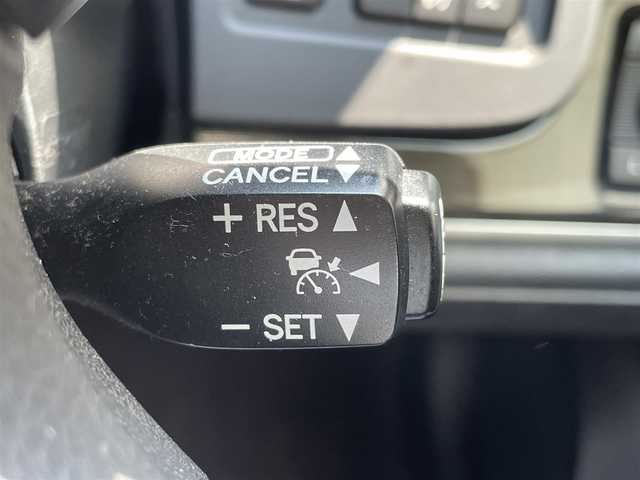 MODE
CANCEL
+ RES
− SET